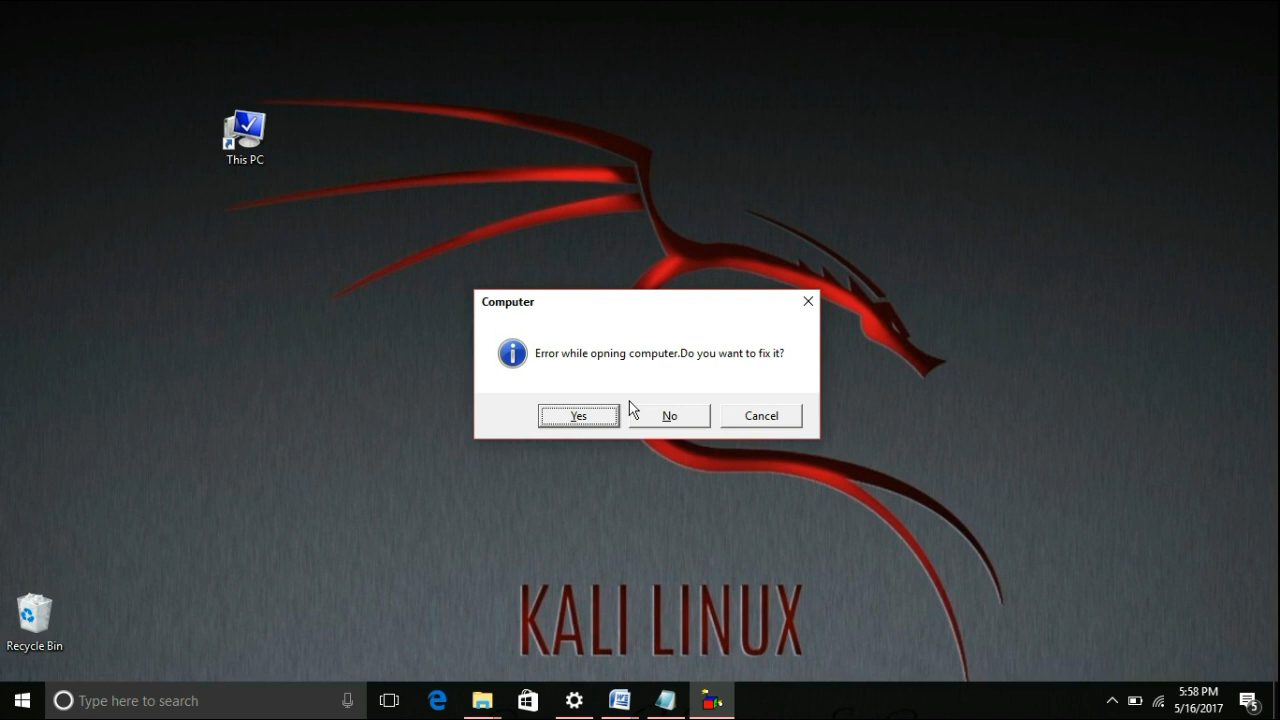 This PC
Computer
Error while opning computer.Do you want to fix it?
Yes
No
Cancel
KALI LINUX
Recycle Bin
Type here to search
5:58 PM
5/16/2017
5